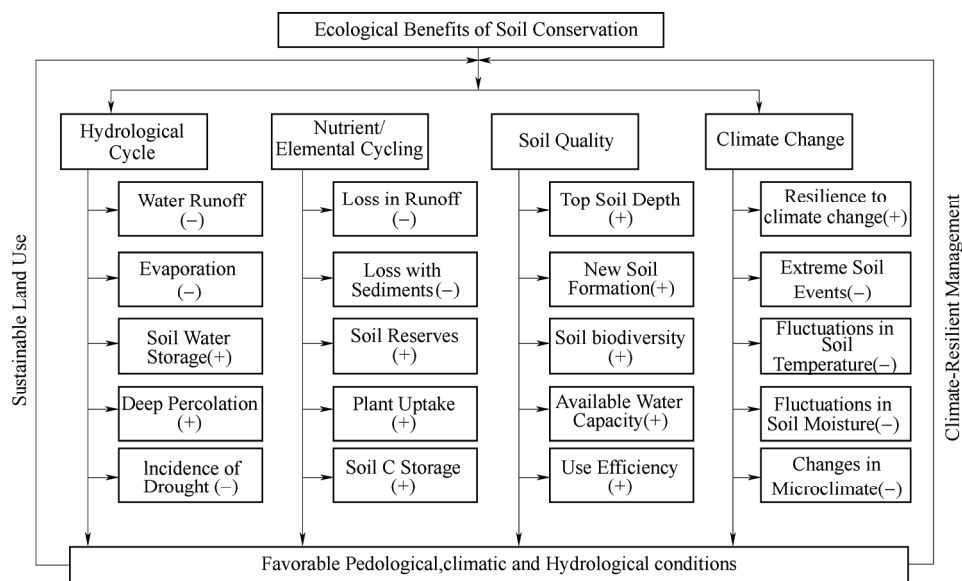 Ecological Benefits of Soil Conservation
Hydrological
Cycle
Nutrient/
Elemental Cycling
Soil Quality
Climate Change
Water Runoff
(−)
Evaporation
(−)
Soil Water
Storage(+)
Deep Percolation
(+)
Incidence of
Drought (−)
Loss in Runoff
(−)
Loss with
Sediments(−)
Soil Reserves
(+)
Plant Uptake
(+)
Soil C Storage
(+)
Top Soil Depth
(+)
New Soil
Formation(+)
Soil biodiversity
(+)
Available Water
Capacity(+)
Use Efficiency
(+)
Resilience to
climate change(+)
Extreme Soil
Events(−)
Fluctuations in
Soil
Temperature(−)
Fluctuations in
Soil Moisture(−)
Changes in
Microclimate(−)
Sustainable Land Use
Climate-Resilient Management
Favorable Pedological,climatic and Hydrological conditions